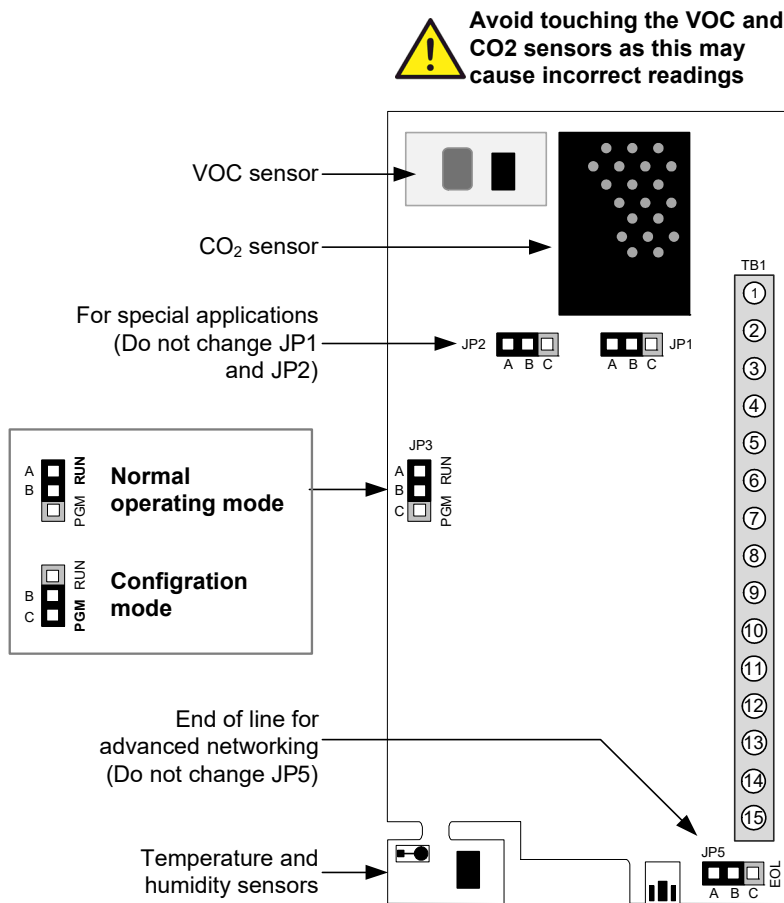 Avoid touching the VOC and
CO2 sensors as this may
cause incorrect readings
VOC sensor
CO₂ sensor
TB1
1
2
3
4
5
6
7
8
9
10
11
12
13
14
15
For special applications
(Do not change JP1
and JP2)
JP2
A B C
JP1
A B C
JP3
A
B
C
RUN
PGM
A
B
RUN
PGM
Normal
operating mode
B
C
RUN
PGM
Configration
mode
End of line for
advanced networking
(Do not change JP5)
Temperature and
humidity sensors
JP5
A B C
EOL